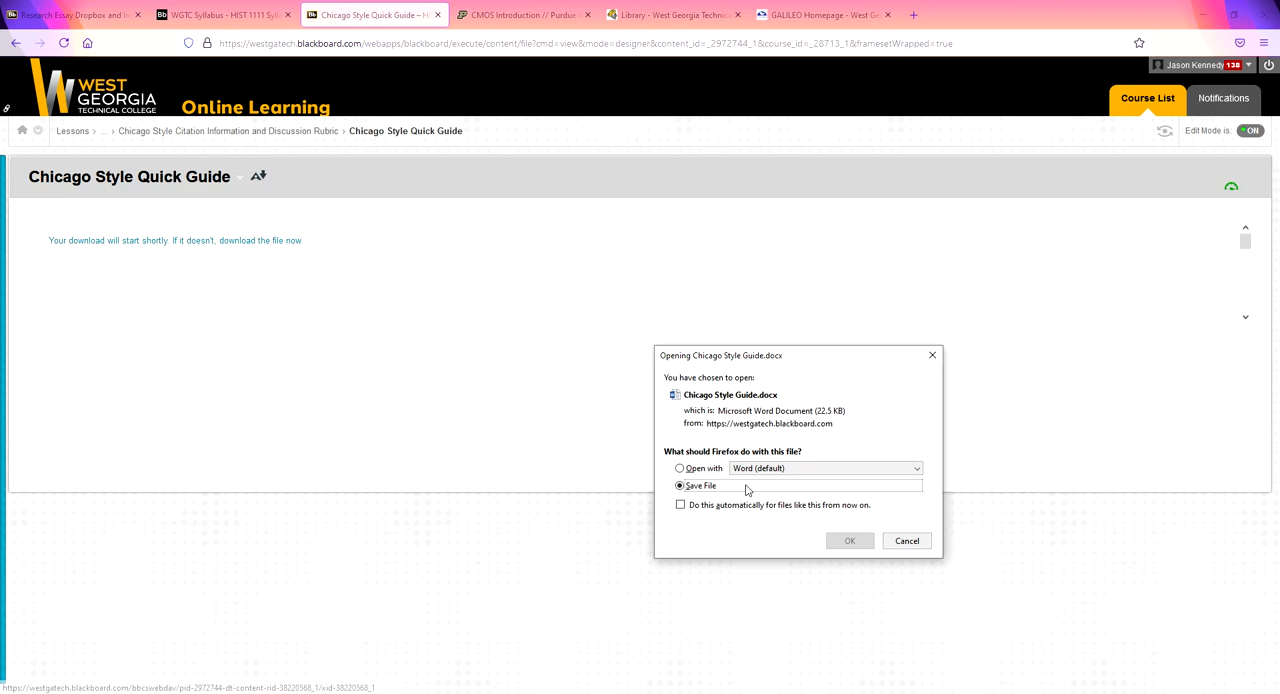 Research Essay Dropbox and In
WGTC Syllabus - HIST 1111 Syll
Chicago Style Quick Guide – H
CMOS Introduction // Purdue
Library - West Georgia Technic
GALILEO Homepage - West Ge
https://westgatech.blackboard.com/webapps/blackboard/execute/content/file?cmd=view&mode=designer&content_id=_2972744_1&course_id=_28713_1&framesetWrapped=true
Jason Kennedy 138
WEST
GEORGIA
TECHNICAL COLLEGE
Online Learning
Course List
Notifications
Lessons > ... > Chicago Style Citation Information and Discussion Rubric > Chicago Style Quick Guide
Edit Mode is: ON
Chicago Style Quick Guide
Your download will start shortly. If it doesn't, download the file now.
Opening Chicago Style Guide.docx
You have chosen to open:
Chicago Style Guide.docx
which is: Microsoft Word Document (22.5 KB)
from: https://westgatech.blackboard.com
What should Firefox do with this file?
Open with Word (default)
Save File
Do this automatically for files like this from now on.
OK Cancel
https://westgatech.blackboard.com/bbcswebdav/pid-2972744-dt-content-rid-38220568_1/xid-38220568_1